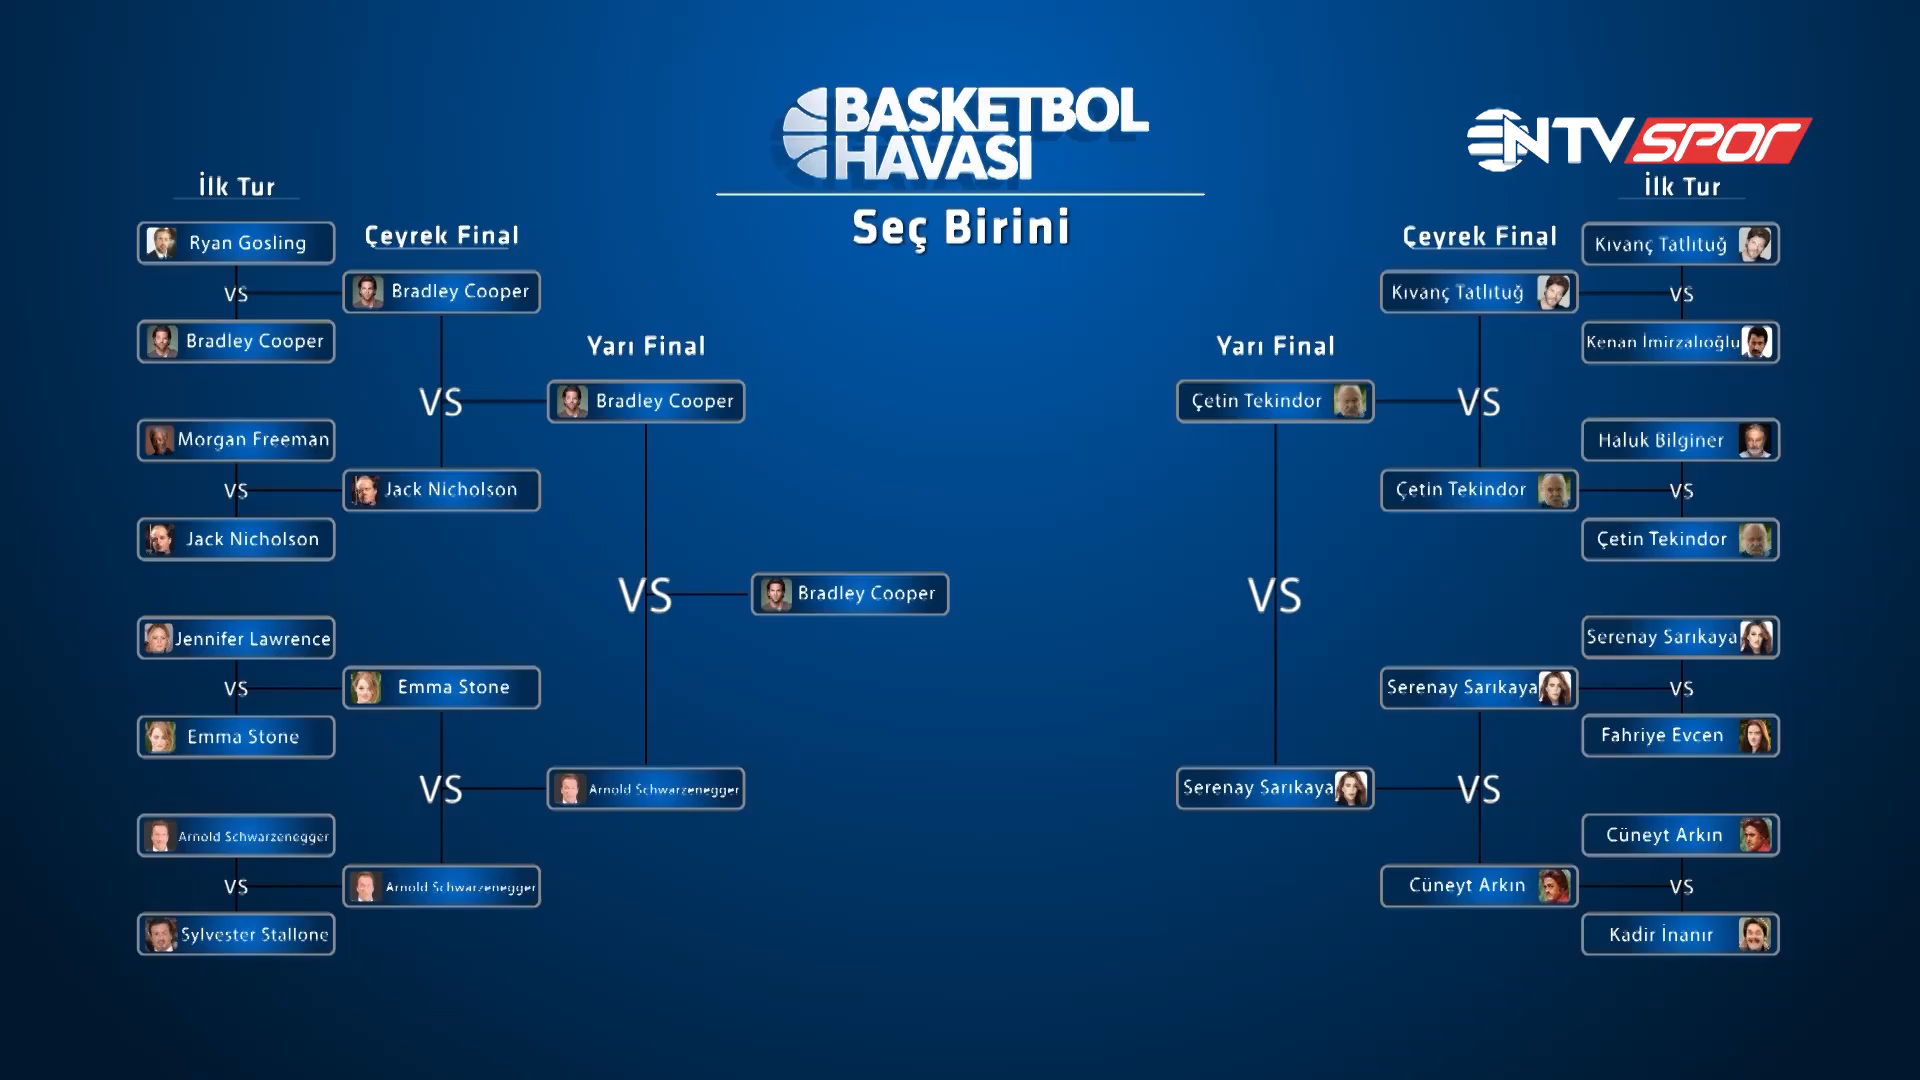 BASKETBOL
HAVASI
NTVSPOR
Seç Birini
İlk Tur
Ryan Gosling
VS
Bradley Cooper
Morgan Freeman
VS
Jack Nicholson
Jennifer Lawrence
VS
Emma Stone
Arnold Schwarzenegger
VS
Sylvester Stallone
Çeyrek Final
Bradley Cooper
VS
Jack Nicholson
Emma Stone
VS
Arnold Schwarzenegger
Yarı Final
Bradley Cooper
VS
Arnold Schwarzenegger
Bradley Cooper
Yarı Final
Çetin Tekindor
VS
Serenay Sarıkaya
Çeyrek Final
Kıvanç Tatlıtuğ
VS
Çetin Tekindor
Serenay Sarıkaya
VS
Cüneyt Arkın
İlk Tur
Kıvanç Tatlıtuğ
VS
Kenan İmirzalıoğlu
Haluk Bilginer
VS
Çetin Tekindor
Serenay Sarıkaya
VS
Fahriye Evcen
Cüneyt Arkın
VS
Kadir İnanır